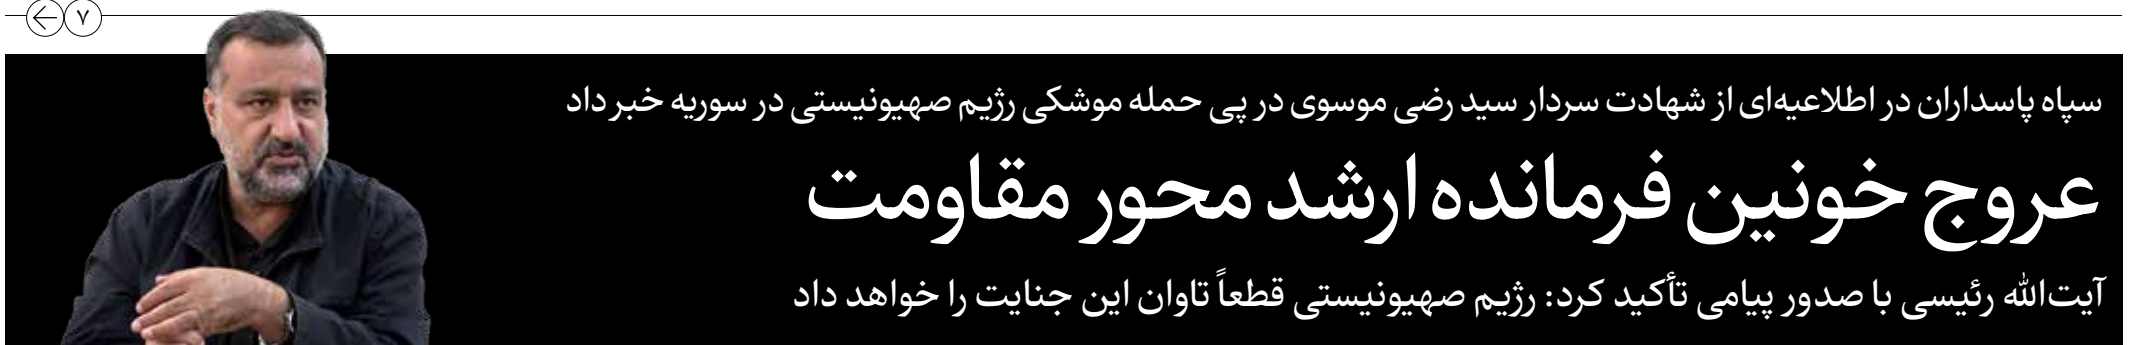 ۷
سپاه پاسداران در اطلاعیه‌ای از شهادت سردار سید رضی موسوی در پی حمله موشکی رژیم صهیونیستی در سوریه خبر داد
عروج خونین فرمانده ارشد محور مقاومت
آیت‌الله رئیسی با صدور پیامی تأکید کرد: رژیم صهیونیستی قطعاً تاوان این جنایت را خواهد داد